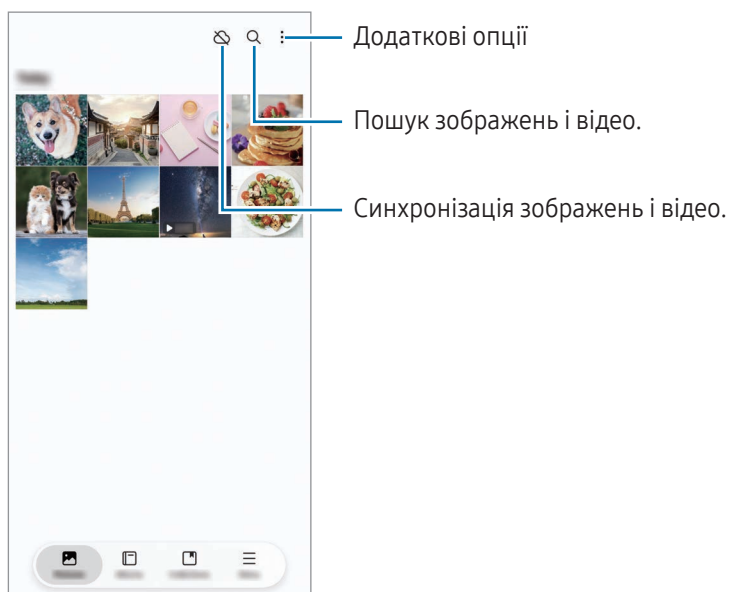 Додаткові опції
Пошук зображень і відео.
Синхронізація зображень і відео.